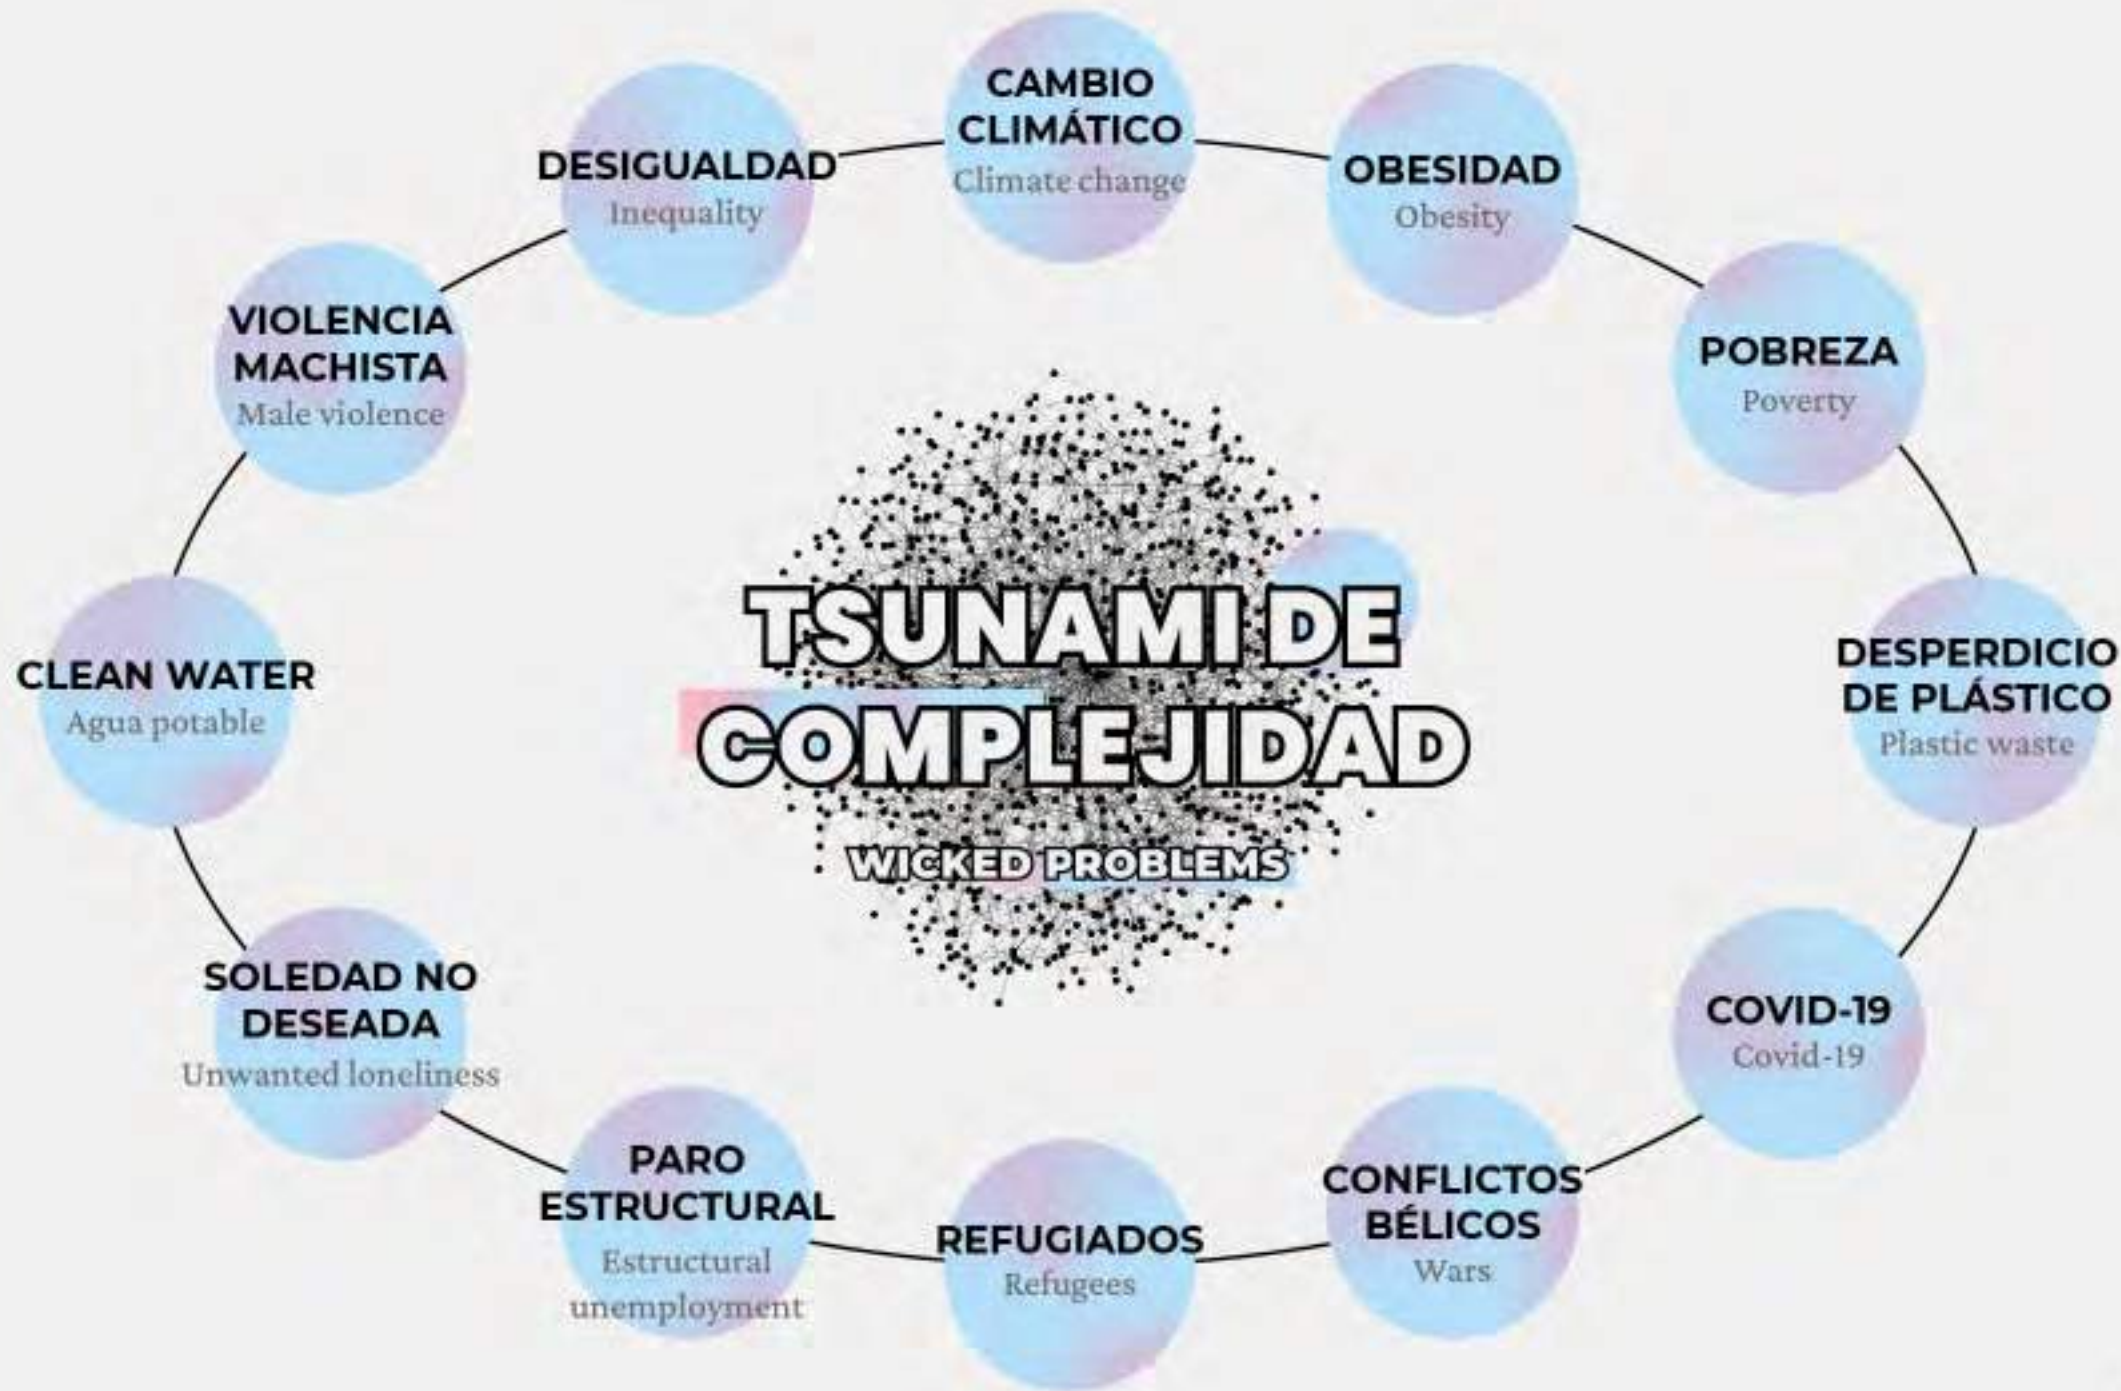 CAMBIO
CLIMÁTICO
Climate change
OBESIDAD
Obesity
POBREZA
Poverty
DESPERDICIO
DE PLÁSTICO
Plastic waste
COVID-19
Covid-19
CONFLICTOS
BÉLICOS
Wars
REFUGIADOS
Refugees
PARO
ESTRUCTURAL
Estructural
unemployment
SOLEDAD NO
DESEADA
Unwanted loneliness
CLEAN WATER
Agua potable
VIOLENCIA
MACHISTA
Male violence
DESIGUALDAD
Inequality
TSUNAMI DE
COMPLEJIDAD
WICKED PROBLEMS